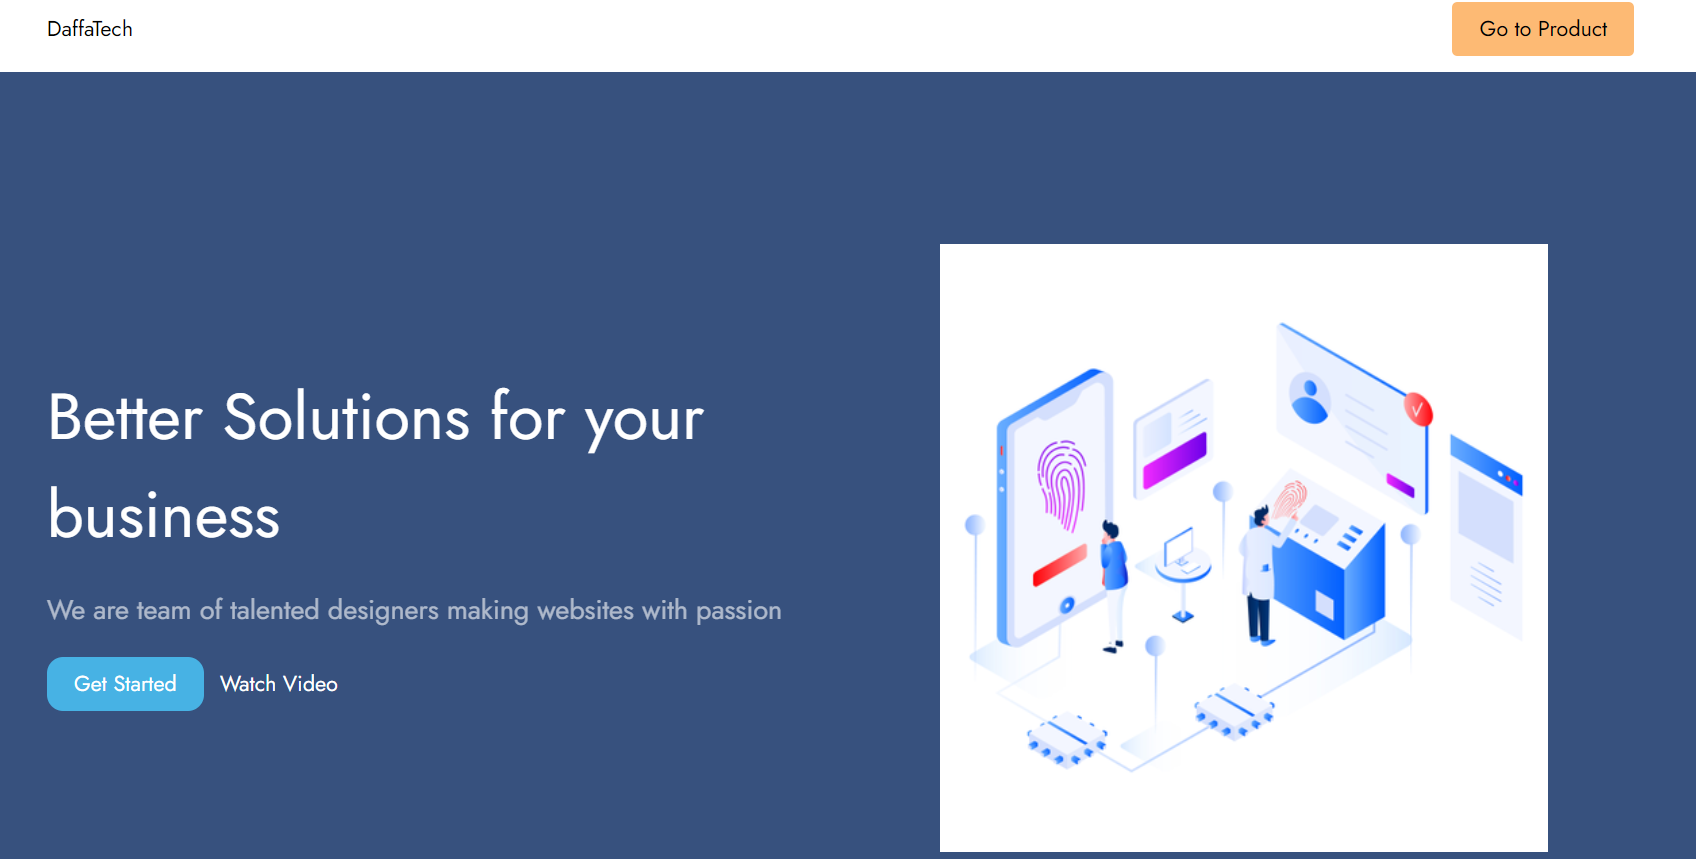 DaffaTech
Go to Product
Better Solutions for your
business
We are team of talented designers making websites with passion
Get Started
Watch Video